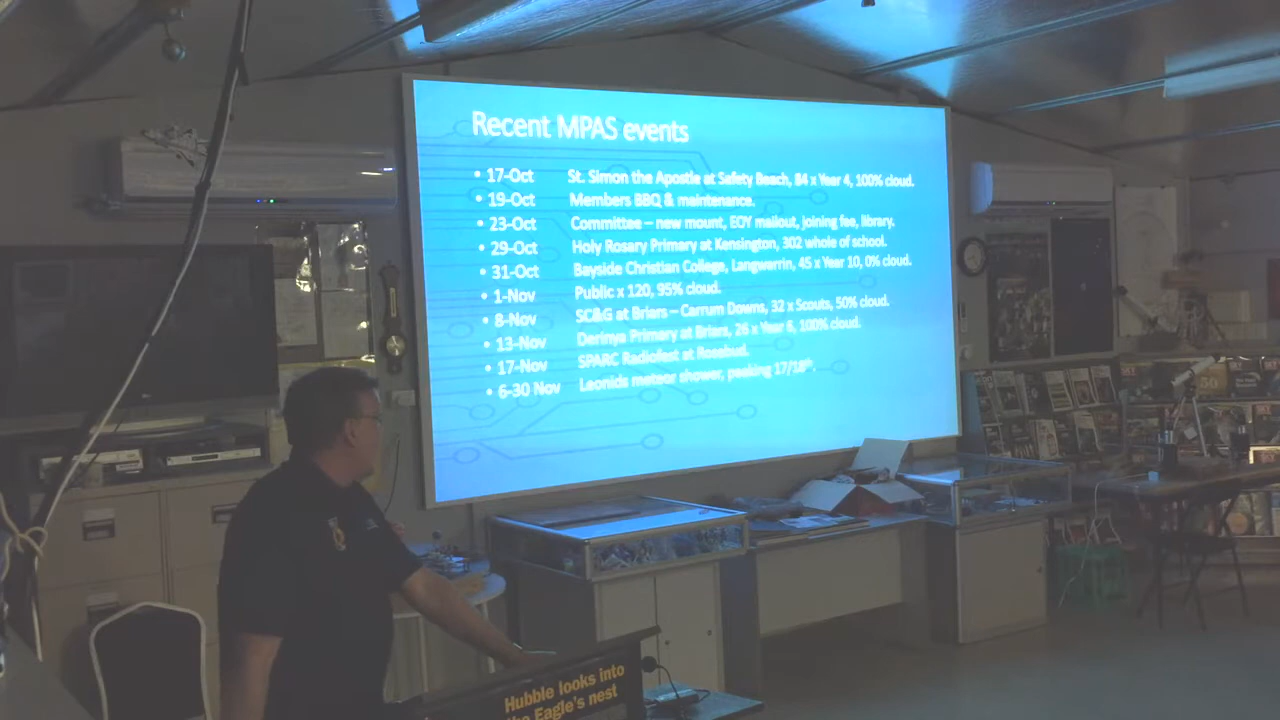 Recent MPAS events
• 17-Oct St. Simon the Apostle at Safety Beach, 84 x Year 4, 100% cloud.
• 19-Oct Members BBQ & maintenance.
• 23-Oct Committee – new mount, EOY mailout, joining fee, library.
• 29-Oct Holy Rosary Primary at Kensington, 302 whole of school.
• 31-Oct Bayside Christian College, Langwarrin, 45 x Year 10, 0% cloud.
• 1-Nov Public x 120, 95% cloud.
• 8-Nov SC&G at Briars – Carrum Downs, 32 x Scouts, 50% cloud.
• 13-Nov Derinya Primary at Briars, 26 x Year 6, 100% cloud.
• 17-Nov SPARC Radiofest at Rosebud.
• 6-30 Nov Leonids meteor shower, peaking 17/18th.
Hubble looks into
the Eagle's nest